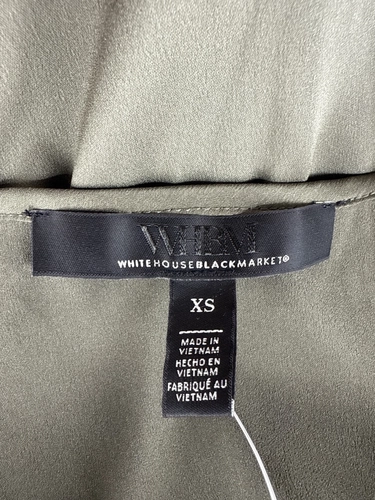 WHBM
WHITEHOUSEBLACKMARKET®
XS
MADE IN
VIETNAM
HECHO EN
VIETNAM
FABRIQUÉ AU
VIETNAM